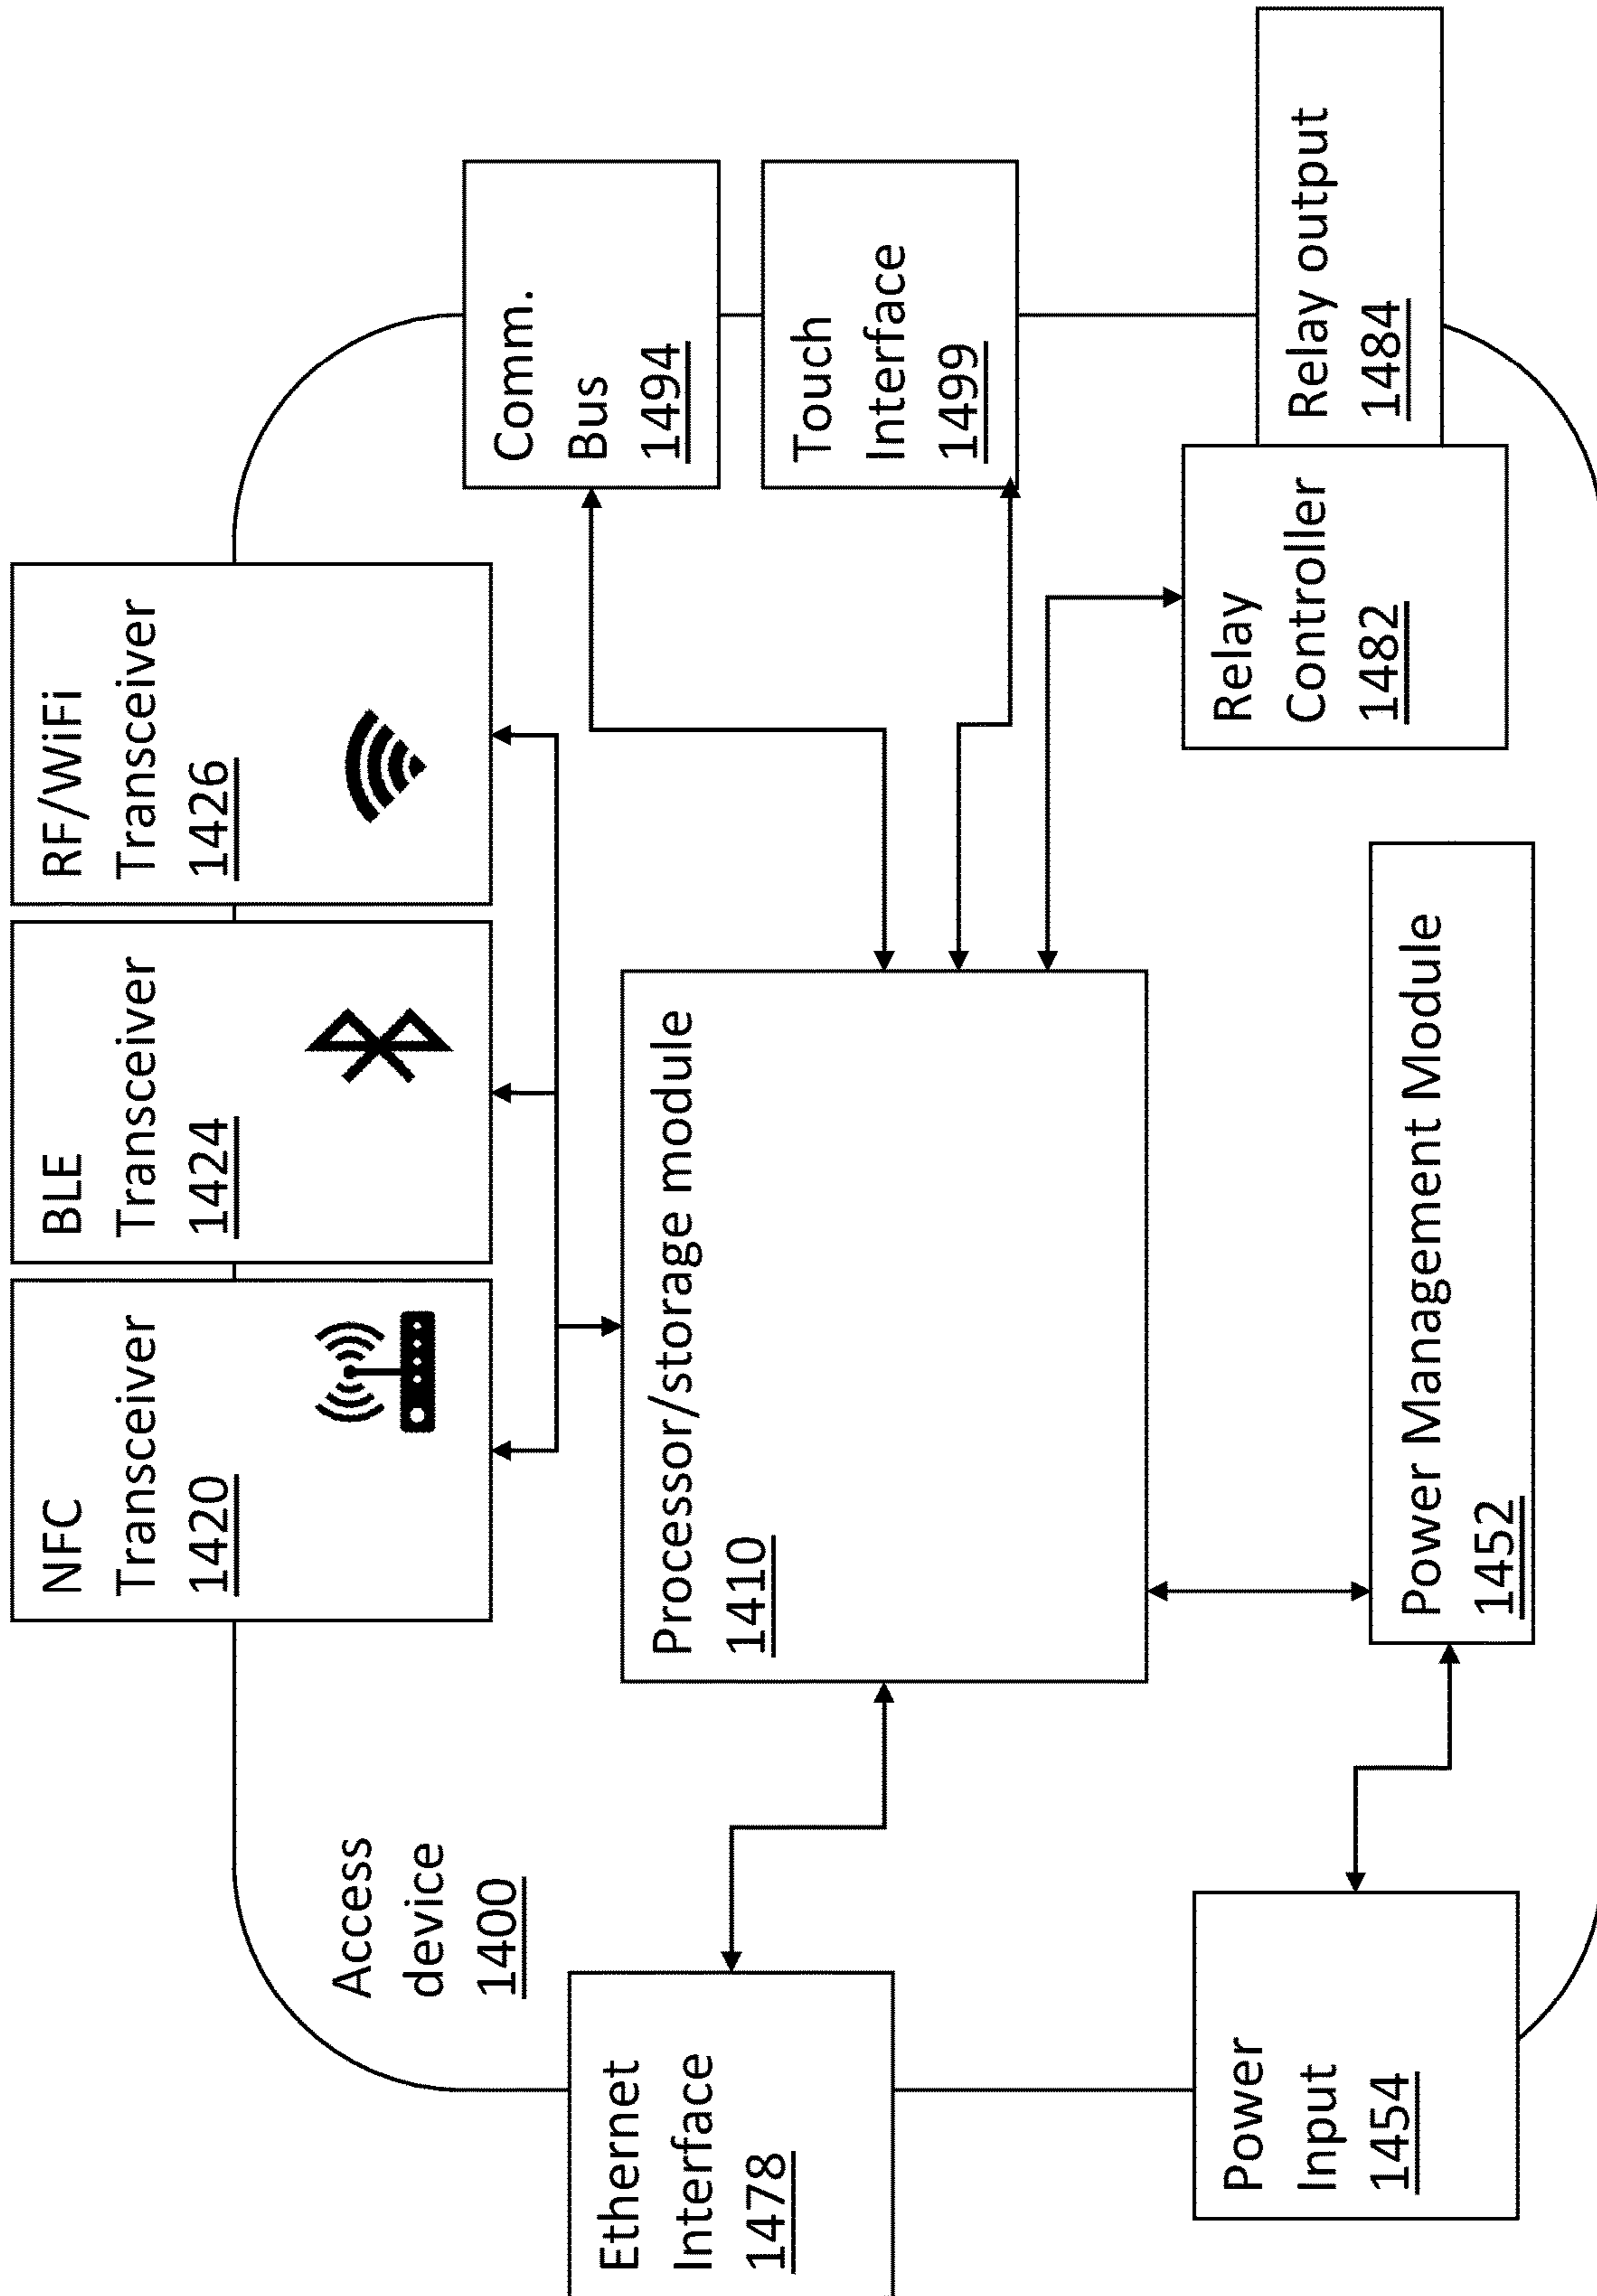 NFC
Transceiver
1420
BLE
Transceiver
1424
RF/WiFi
Transceiver
1426
Access
device
1400
Comm.
Bus
1494
Ethernet
Interface
1478
Processor/storage module
1410
Touch
Interface
1499
Power
Input
1454
Power Management Module
1452
Relay
Controller
1482
Relay output
1484